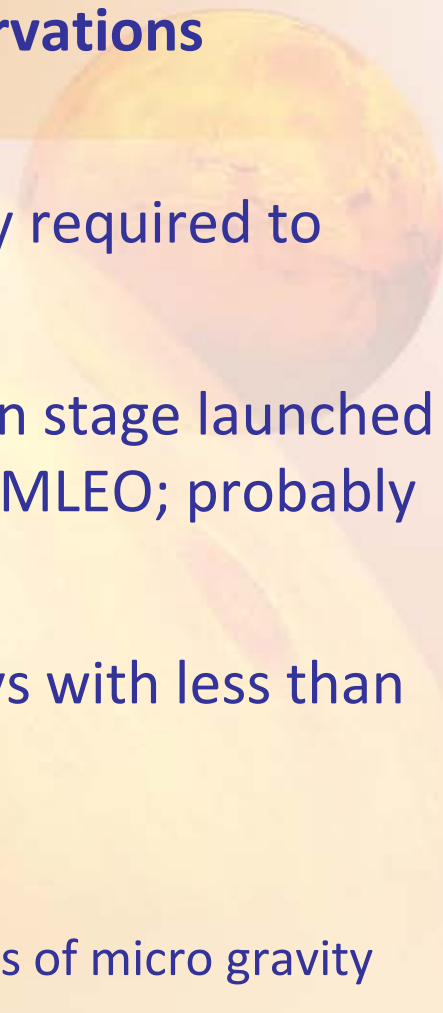 rvations
y required to
n stage launched
MLEO; probably
ys with less than
s of micro gravity